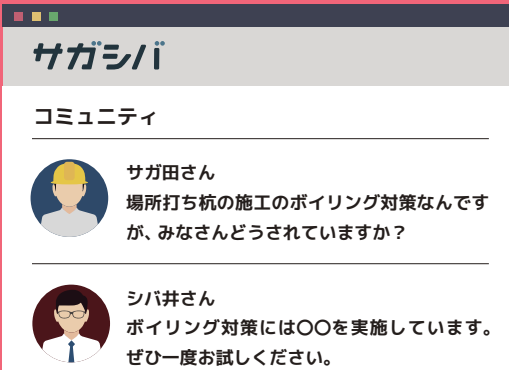 サガシバ
コミュニティ
サガ田さん
場所打ち杭の施工のボイリング対策なんです
が、みなさんどうされていますか？
シバ井さん
ボイリング対策には〇〇を実施しています。
ぜひ一度お試しください。